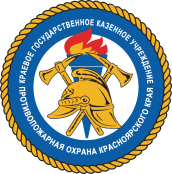 КРАЕВОЕ ГОСУДАРСТВЕННОЕ КАЗЕННОЕ УЧРЕЖДЕНИЕ
ПРОТИВОПОЖАРНАЯ ОХРАНА КРАСНОЯРСКОГО КРАЯ